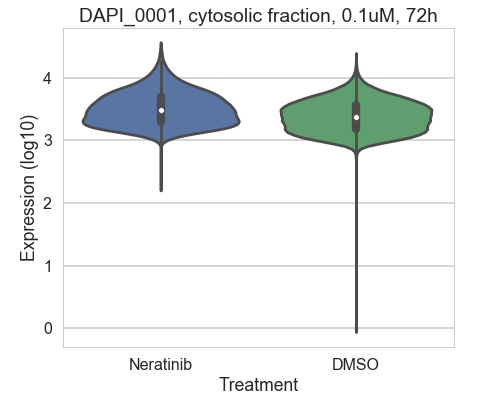 DAPI_0001, cytosolic fraction, 0.1uM, 72h
Expression (log10)
4
3
2
1
0
Neratinib DMSO
Treatment